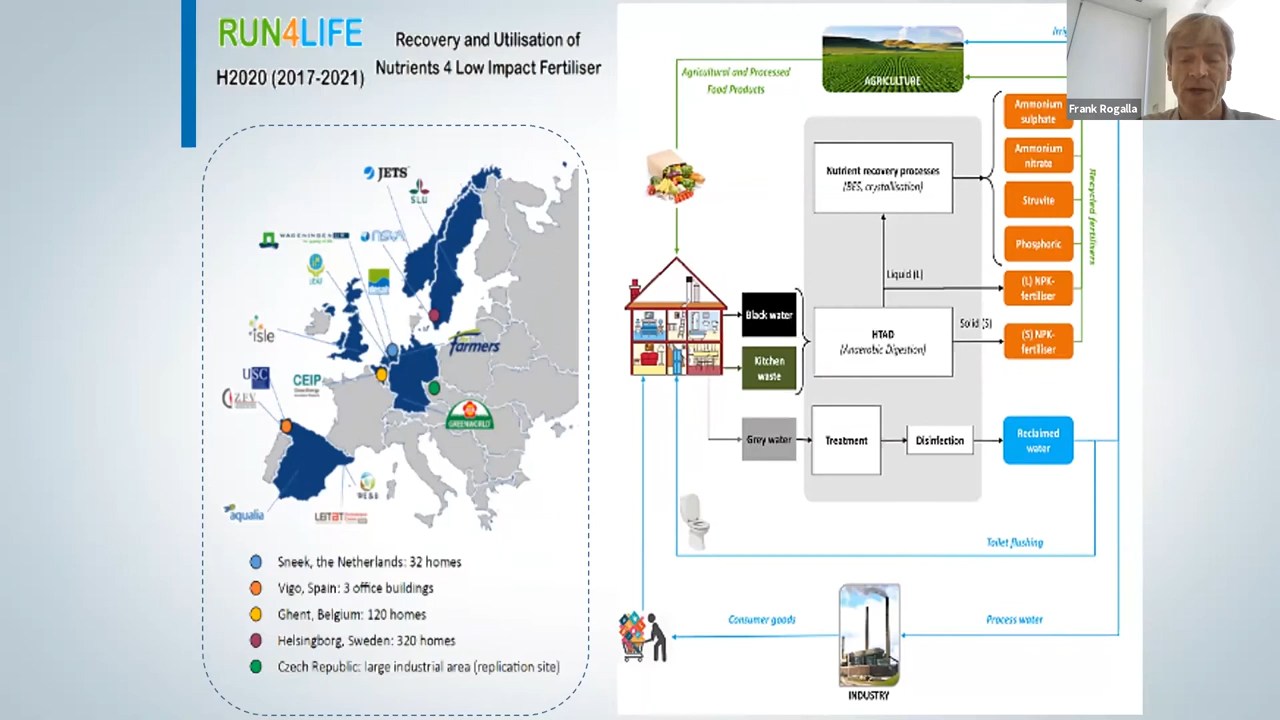 RUN4LIFE
H2020 (2017-2021)
Recovery and Utilisation of
Nutrients 4 Low Impact Fertiliser
JETS
SLU
WAGENINGEN
LEAF
isle
farmers
USC
CEIP
GREENWORLD
WE&B
aqualia
LEITAT
Sneek, the Netherlands: 32 homes
Vigo, Spain: 3 office buildings
Ghent, Belgium: 120 homes
Helsingborg, Sweden: 320 homes
Czech Republic: large industrial area (replication site)
AGRICULTURE
Frank Rogalla
Agricultural and Processed
Food Products
Nutrient recovery processes
(BES, crystallisation)
Ammonium
sulphate
Ammonium
nitrate
Struvite
Phosphoric
Recycled fertilisers
Liquid (L)
(L) NPK-
fertiliser
Black water
HTAD
(Anaerobic Digestion)
Solid (S)
(S) NPK-
fertiliser
Kitchen
waste
Grey water
Treatment
Disinfection
Reclaimed
water
Toilet flushing
Consumer goods
Process water
INDUSTRY